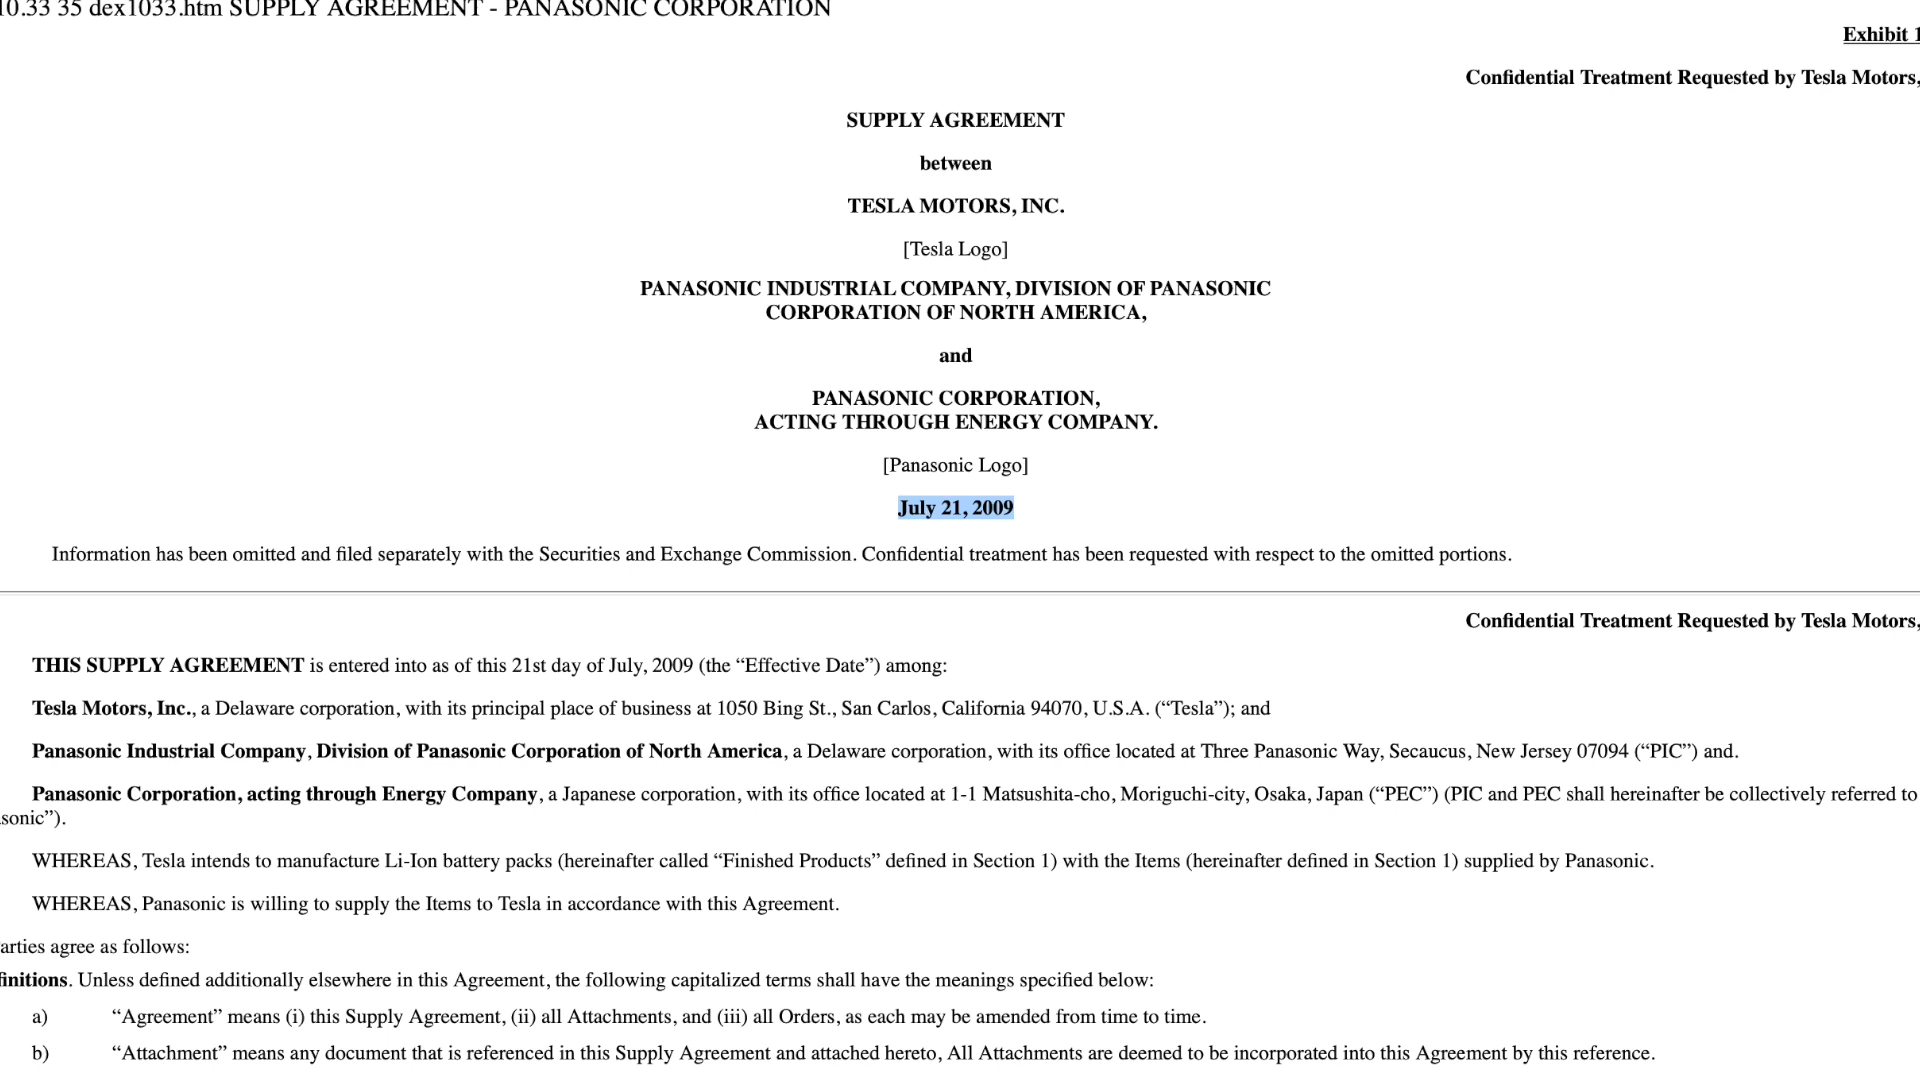 10.33 35 dex1033.htm SUPPLY AGREEMENT - PANASONIC CORPORATION
Exhibit 1
Confidential Treatment Requested by Tesla Motors,
SUPPLY AGREEMENT
between
TESLA MOTORS, INC.
[Tesla Logo]
PANASONIC INDUSTRIAL COMPANY, DIVISION OF PANASONIC
CORPORATION OF NORTH AMERICA,
and
PANASONIC CORPORATION,
ACTING THROUGH ENERGY COMPANY.
[Panasonic Logo]
July 21, 2009
Information has been omitted and filed separately with the Securities and Exchange Commission. Confidential treatment has been requested with respect to the omitted portions.
Confidential Treatment Requested by Tesla Motors,
THIS SUPPLY AGREEMENT is entered into as of this 21st day of July, 2009 (the “Effective Date”) among:
Tesla Motors, Inc., a Delaware corporation, with its principal place of business at 1050 Bing St., San Carlos, California 94070, U.S.A. (“Tesla”); and
Panasonic Industrial Company, Division of Panasonic Corporation of North America, a Delaware corporation, with its office located at Three Panasonic Way, Secaucus, New Jersey 07094 (“PIC”) and.
Panasonic Corporation, acting through Energy Company, a Japanese corporation, with its office located at 1-1 Matsushita-cho, Moriguchi-city, Osaka, Japan (“PEC”) (PIC and PEC shall hereinafter be collectively referred to
sonic”).
WHEREAS, Tesla intends to manufacture Li-Ion battery packs (hereinafter called “Finished Products” defined in Section 1) with the Items (hereinafter defined in Section 1) supplied by Panasonic.
WHEREAS, Panasonic is willing to supply the Items to Tesla in accordance with this Agreement.
arties agree as follows:
finitions. Unless defined additionally elsewhere in this Agreement, the following capitalized terms shall have the meanings specified below:
a) “Agreement” means (i) this Supply Agreement, (ii) all Attachments, and (iii) all Orders, as each may be amended from time to time.
b) “Attachment” means any document that is referenced in this Supply Agreement and attached hereto, All Attachments are deemed to be incorporated into this Agreement by this reference.